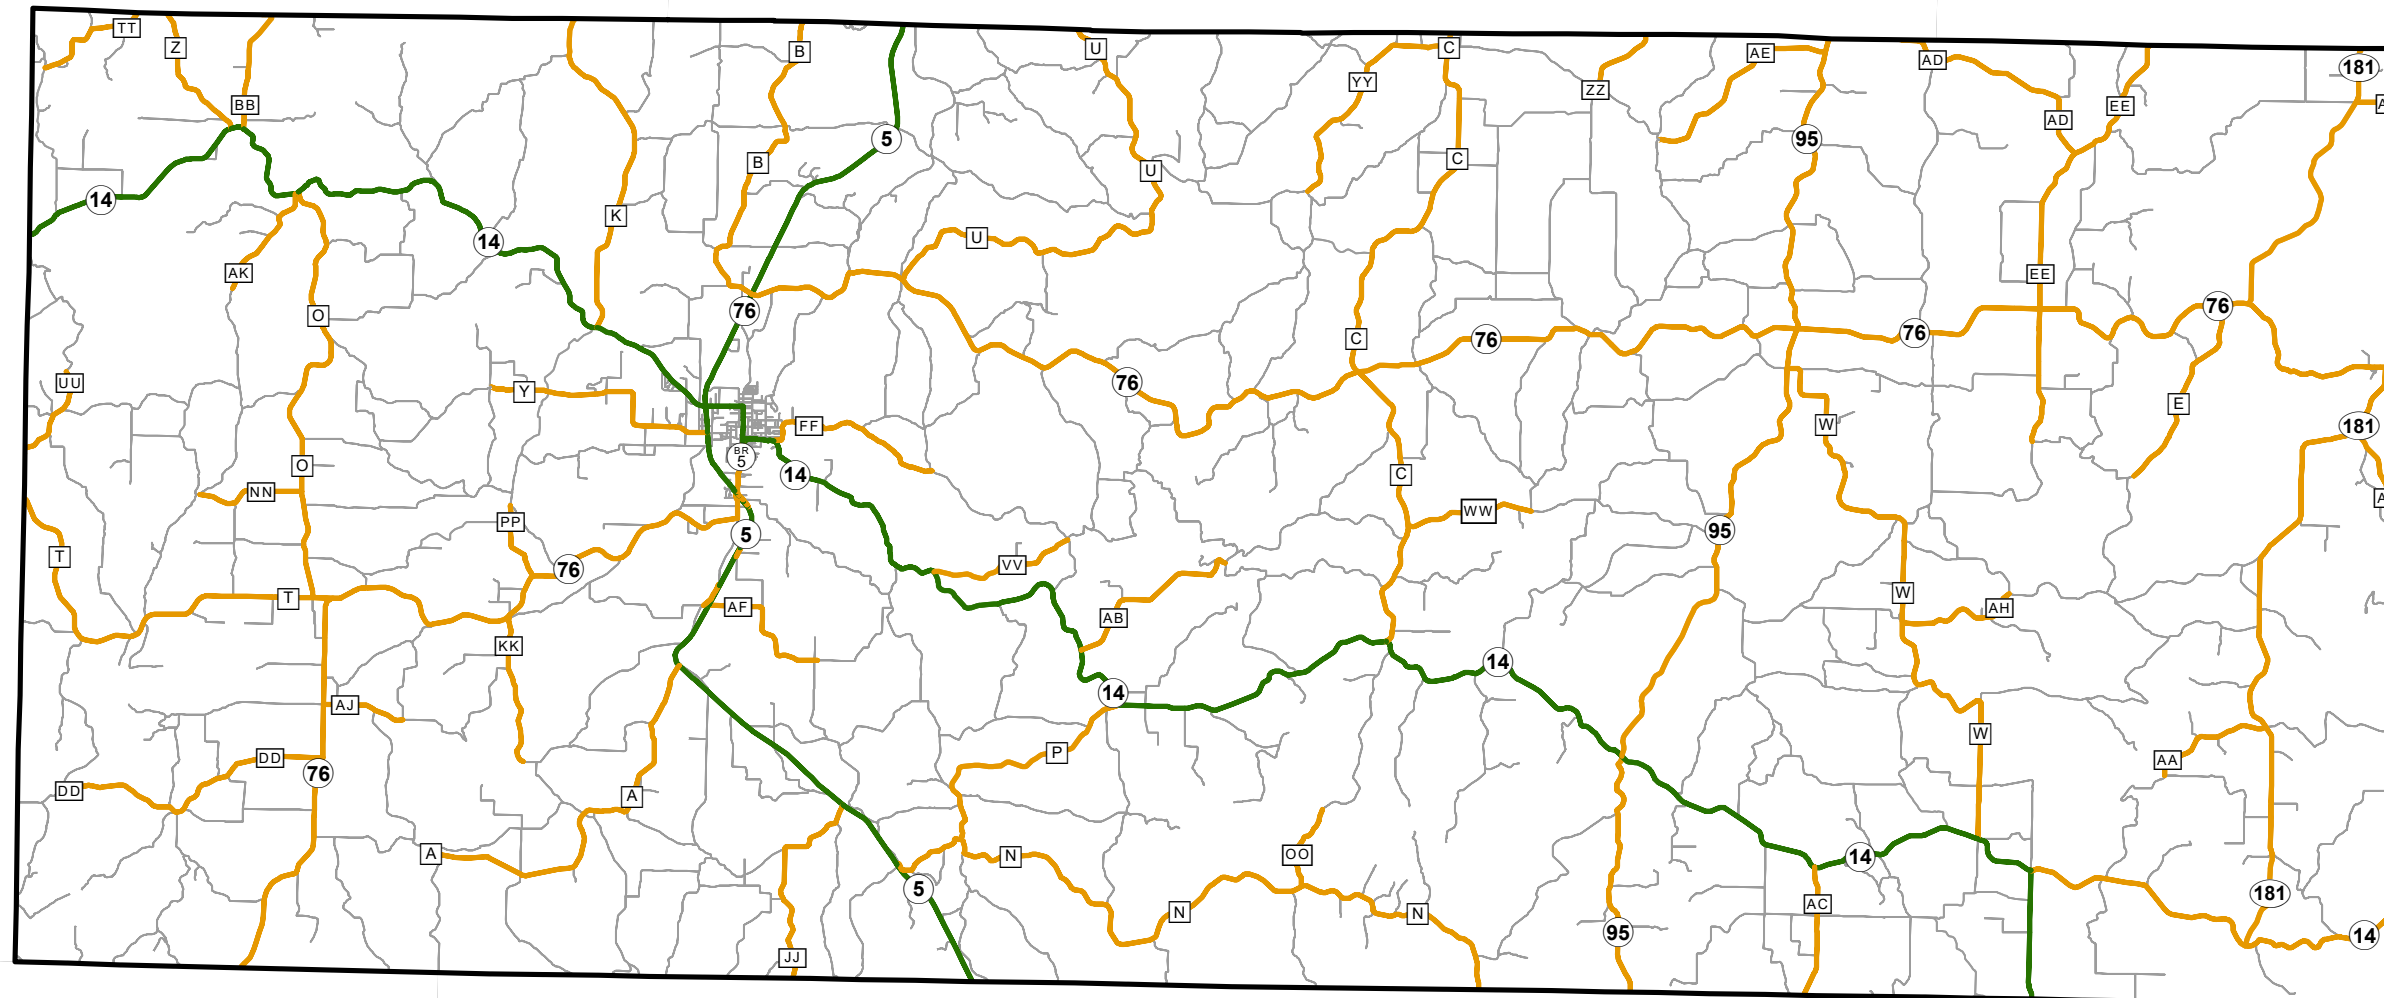 TT
Z
B
U
C
AE
AD
181
BB
YY
ZZ
AD
EE
5
95
B
C
U
14
K
U
14
AK
EE
O
76
76
76
C
76
UU
Y
76
E
FF
W
181
BR
5
O
14
C
NN
WW
PP
5
95
T
76
VV
T
AF
AB
W
AH
KK
14
14
AJ
W
P
DD
AA
76
DD
A
A
N
OO
14
5
181
AC
N
N
95
14
JJ